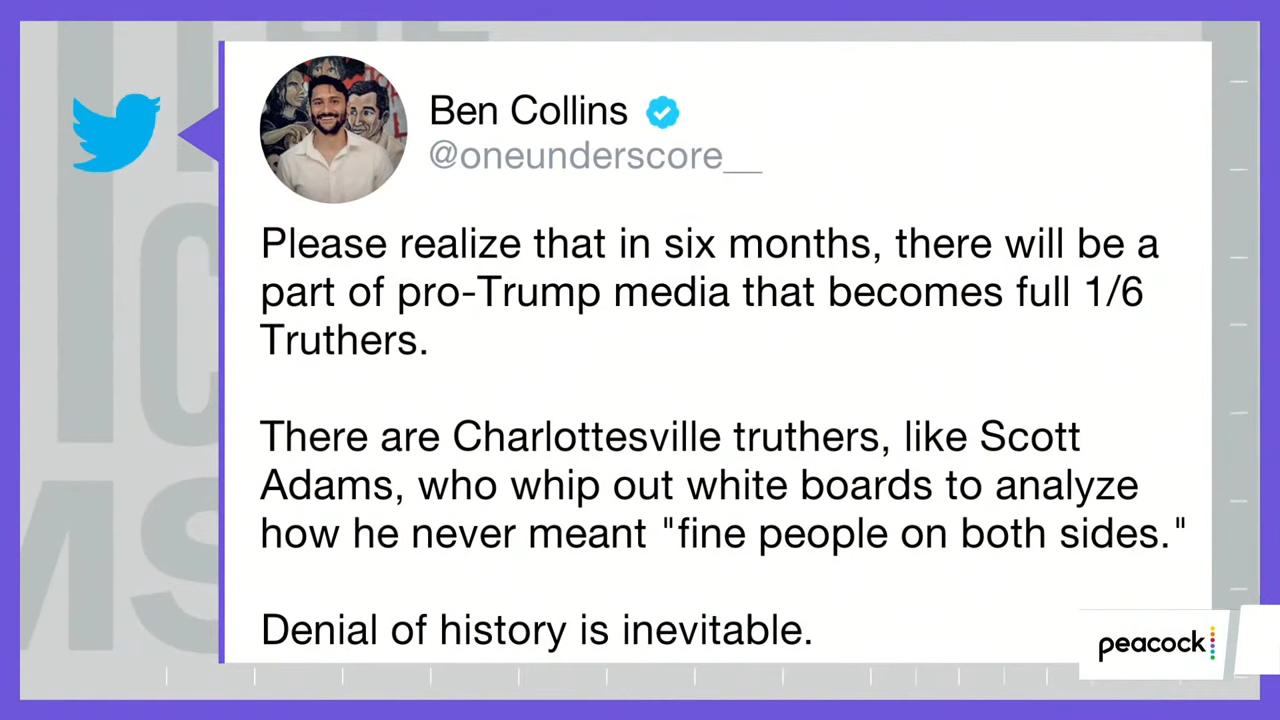 Ben Collins
@oneunderscore__
Please realize that in six months, there will be a
part of pro-Trump media that becomes full 1/6
Truthers.
There are Charlottesville truthers, like Scott
Adams, who whip out white boards to analyze
how he never meant "fine people on both sides."
Denial of history is inevitable.
peacock